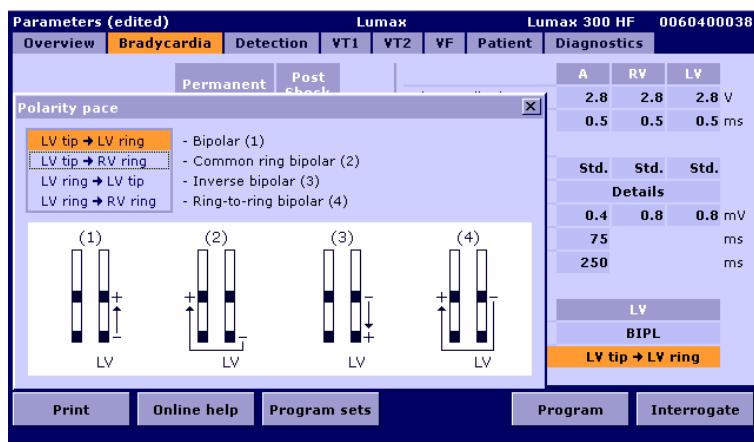 Parameters (edited) Lumax Lumax 300 HF 0060400038
Overview Bradycardia Detection VT1 VT2 VF Patient Diagnostics
Permanent Post
A RV LV
Polarity pace
2.8 2.8 2.8 V
0.5 0.5 0.5 ms
LV tip ➔ LV ring - Bipolar (1)
LV tip ➔ RV ring - Common ring bipolar (2)
LV ring ➔ LV tip - Inverse bipolar (3)
LV ring ➔ RV ring - Ring-to-ring bipolar (4)
Std. Std. Std.
Details
0.4 0.8 0.8 mV
75 ms
250 ms
(1) (2) (3) (4)
+ + - -
- - + +
LV LV LV LV
LV
BIPL
LV tip ➔ LV ring
Print Online help Program sets Program Interrogate